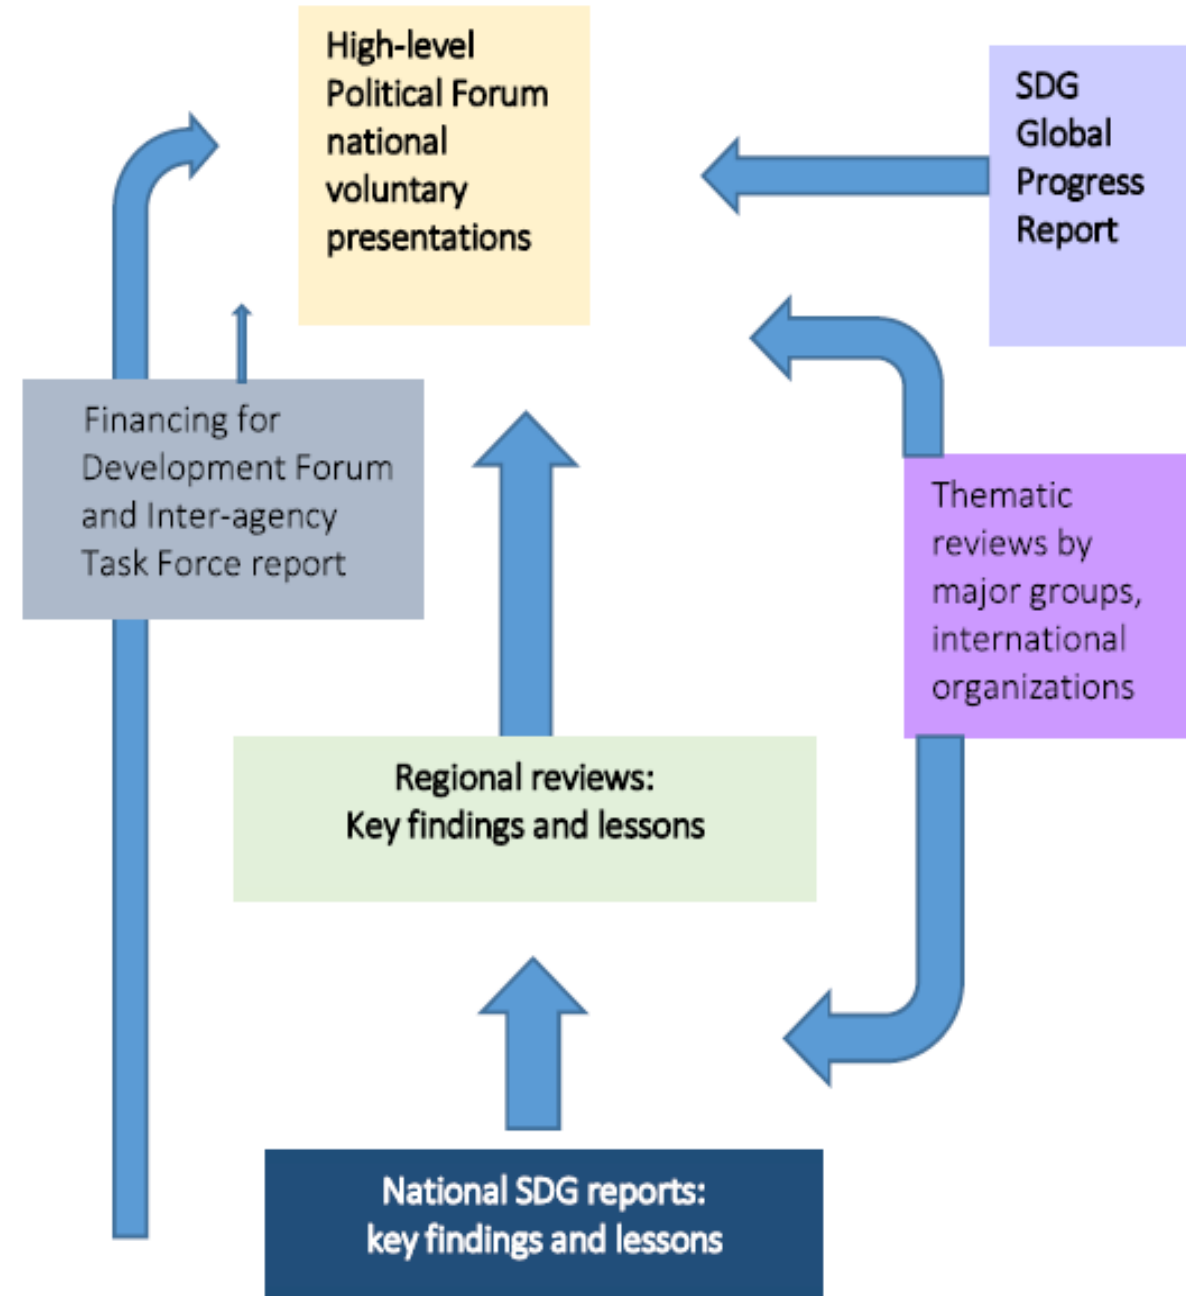 High-level
Political Forum
national
voluntary
presentations
SDG
Global
Progress
Report
Financing for
Development Forum
and Inter-agency
Task Force report
Thematic
reviews by
major groups,
international
organizations
Regional reviews:
Key findings and lessons
National SDG reports:
key findings and lessons